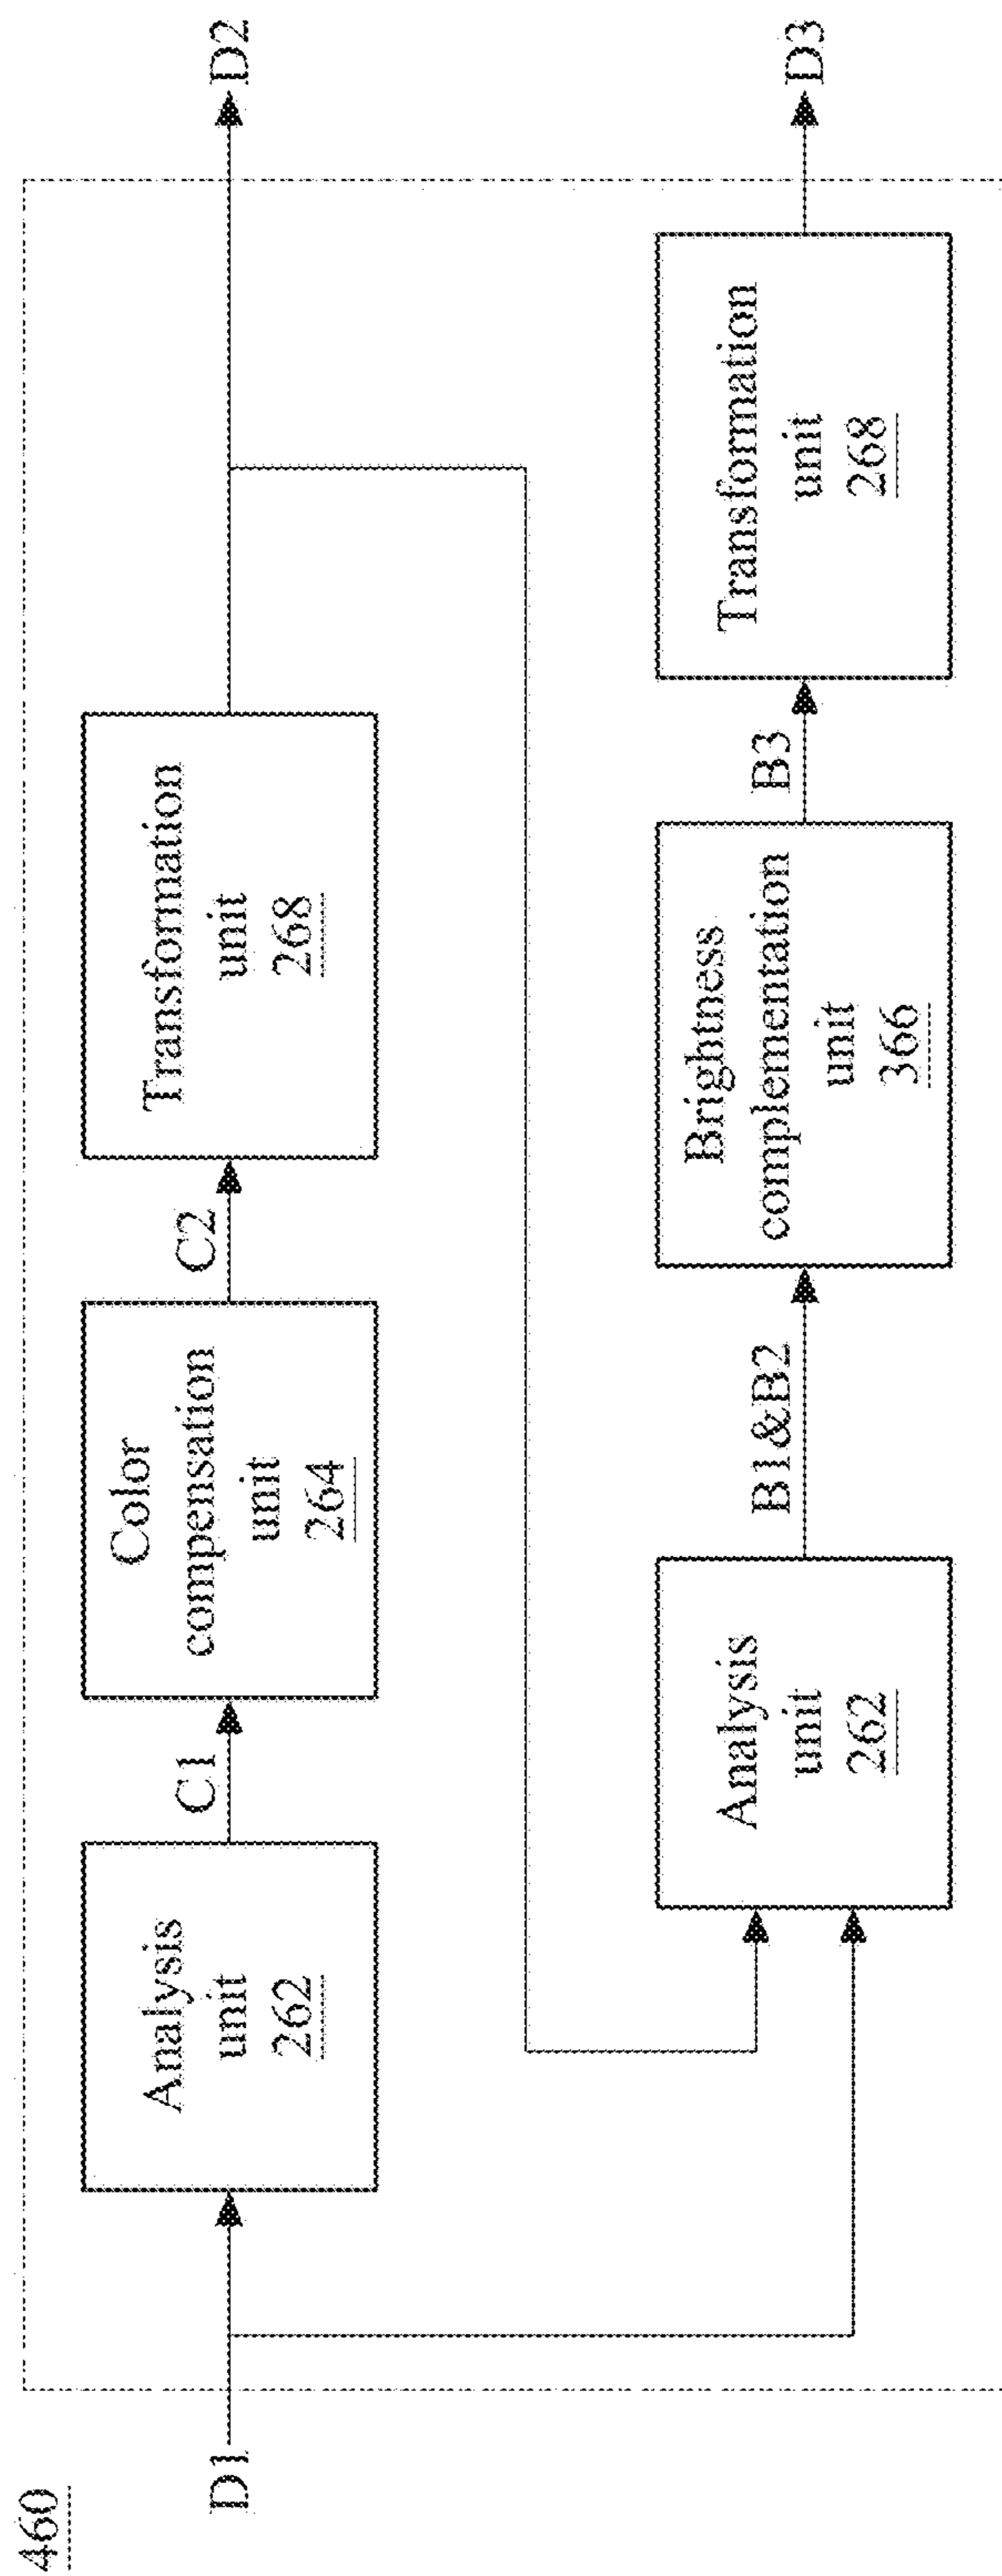 460
D1
Analysis
unit
262
C1
Color
compensation
unit
264
C2
Transformation
unit
268
D2
Analysis
unit
262
B1&B2
Brightness
complementation
unit
366
B3
Transformation
unit
268
D3